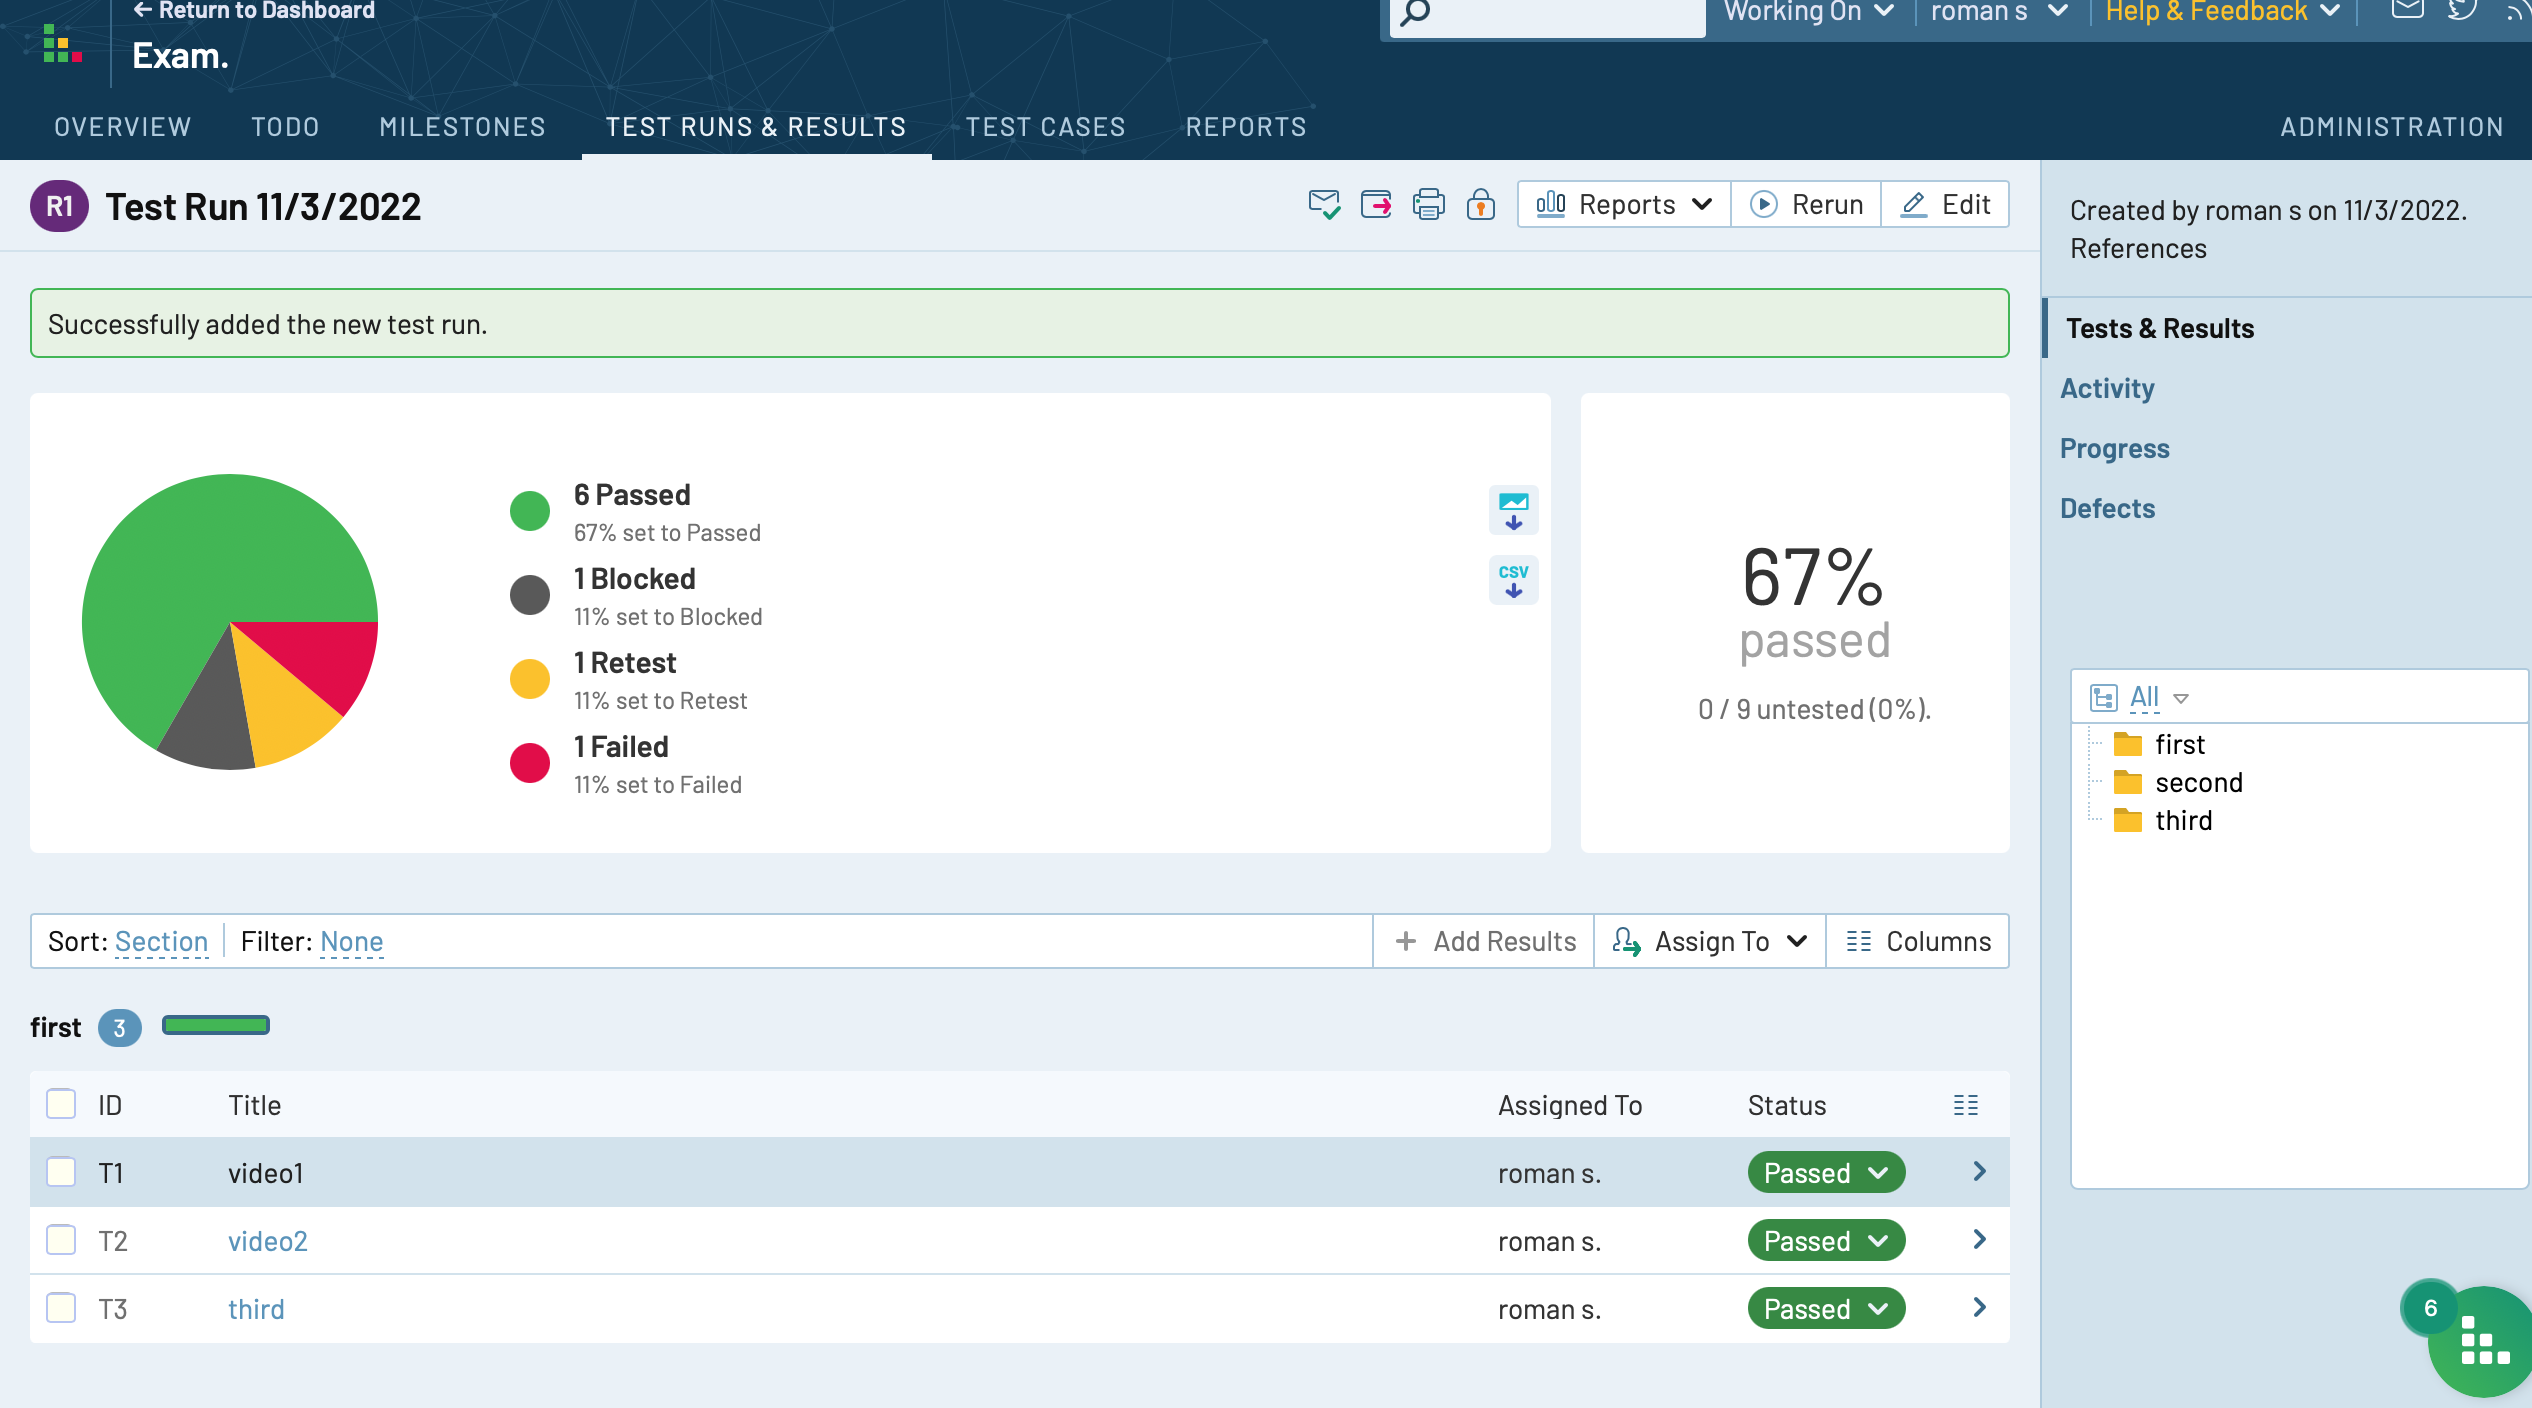 ← Return to Dashboard
Working On
roman s
Help & Feedback
Exam.
OVERVIEW
TODO
MILESTONES
TEST RUNS & RESULTS
TEST CASES
REPORTS
ADMINISTRATION
R1
Test Run 11/3/2022
Reports
Rerun
Edit
Created by roman s on 11/3/2022.
References
Successfully added the new test run.
Tests & Results
Activity
Progress
Defects
6 Passed
67% set to Passed
1 Blocked
11% set to Blocked
1 Retest
11% set to Retest
1 Failed
11% set to Failed
CSV
67%
passed
0 / 9 untested (0%).
All
first
second
third
Sort: Section
Filter: None
+ Add Results
Assign To
Columns
first 3
ID
Title
Assigned To
Status
T1
video1
roman s.
Passed
T2
video2
roman s.
Passed
T3
third
roman s.
Passed
6